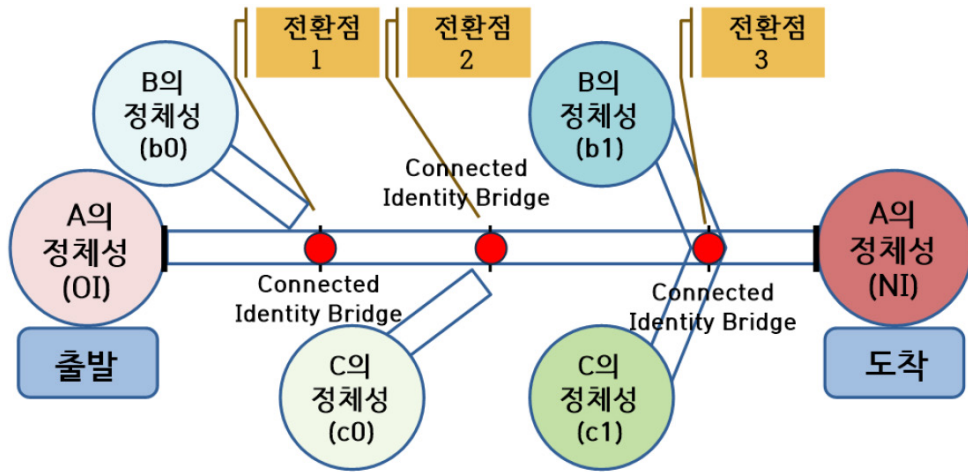 전환점
1
전환점
2
전환점
3
B의
정체성
(b0)
B의
정체성
(b1)
Connected
Identity Bridge
A의
정체성
(OI)
A의
정체성
(NI)
Connected
Identity Bridge
Connected
Identity Bridge
출발
C의
정체성
(c0)
C의
정체성
(c1)
도착